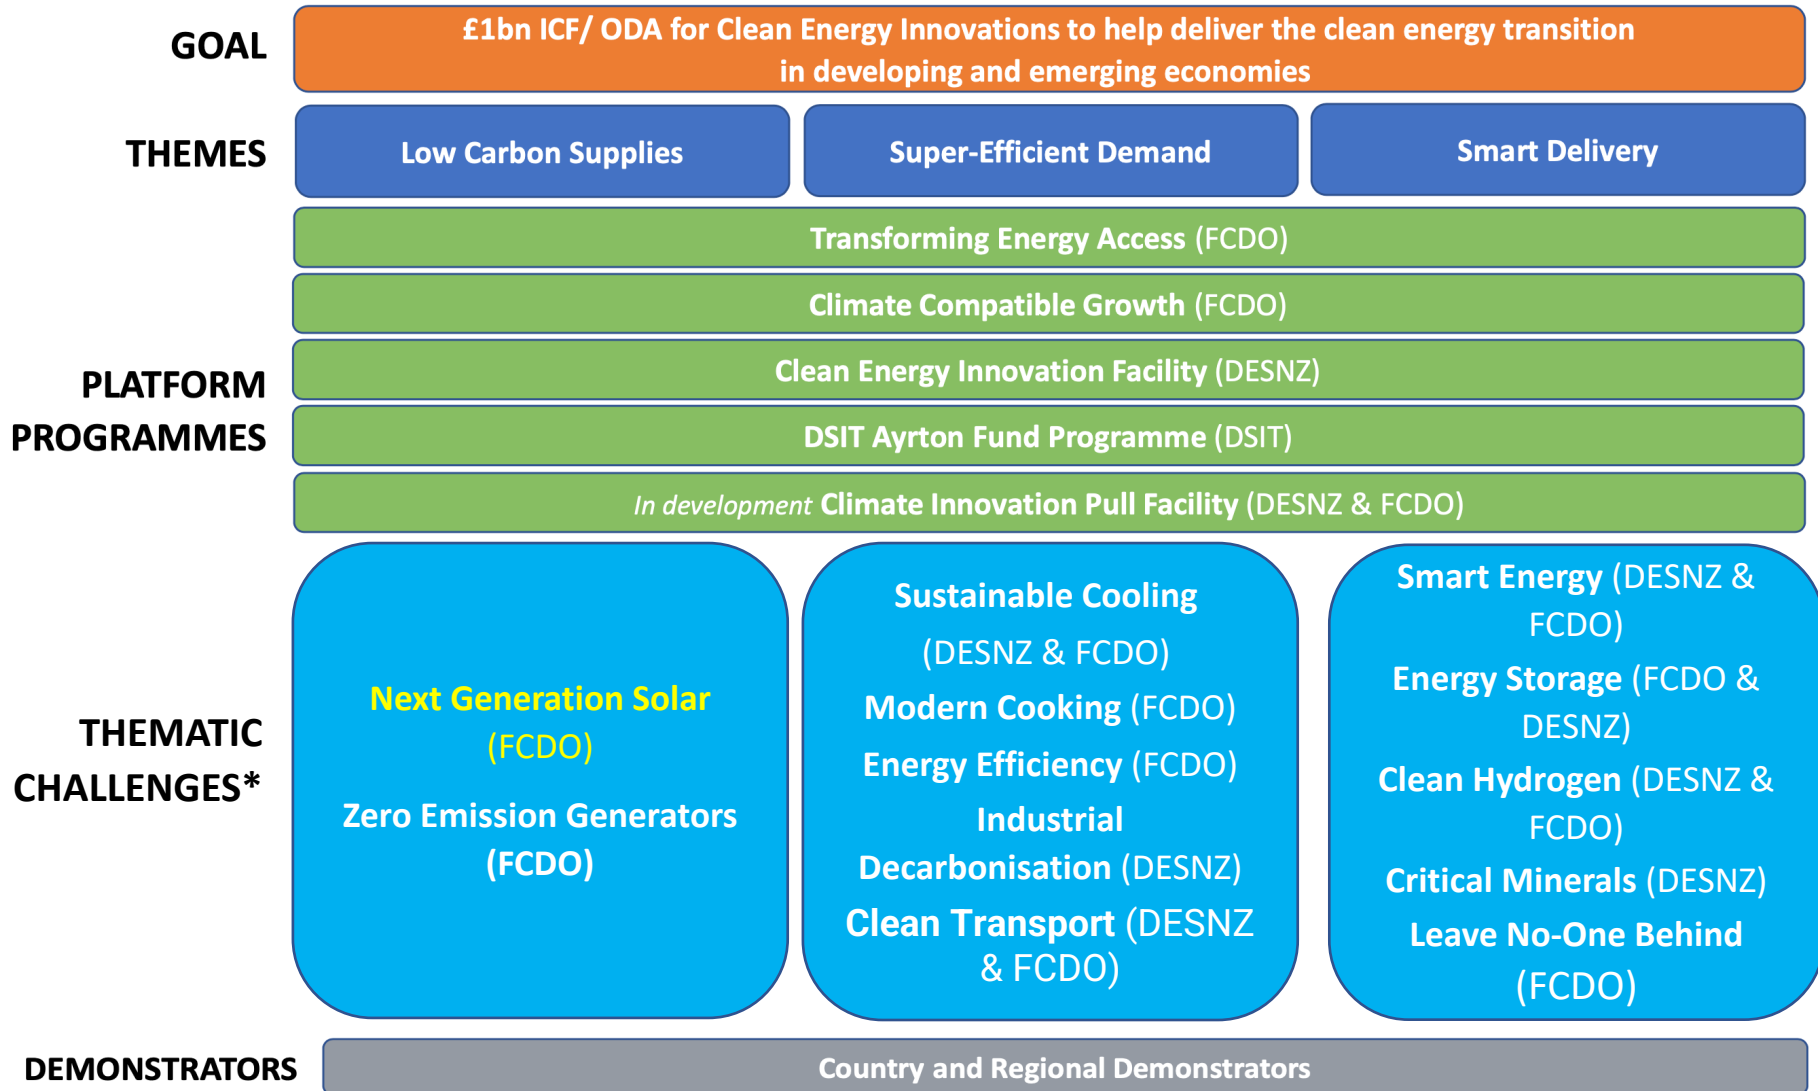 GOAL
£1bn ICF/ ODA for Clean Energy Innovations to help deliver the clean energy transition
in developing and emerging economies
THEMES
Low Carbon Supplies
Super-Efficient Demand
Smart Delivery
PLATFORM
PROGRAMMES
Transforming Energy Access (FCDO)
Climate Compatible Growth (FCDO)
Clean Energy Innovation Facility (DESNZ)
DSIT Ayrton Fund Programme (DSIT)
In development Climate Innovation Pull Facility (DESNZ & FCDO)
THEMATIC
CHALLENGES*
Next Generation Solar
(FCDO)
Zero Emission Generators
(FCDO)
Sustainable Cooling
(DESNZ & FCDO)
Modern Cooking (FCDO)
Energy Efficiency (FCDO)
Industrial
Decarbonisation (DESNZ)
Clean Transport (DESNZ
& FCDO)
Smart Energy (DESNZ &
FCDO)
Energy Storage (FCDO &
DESNZ)
Clean Hydrogen (DESNZ &
FCDO)
Critical Minerals (DESNZ)
Leave No-One Behind
(FCDO)
DEMONSTRATORS
Country and Regional Demonstrators